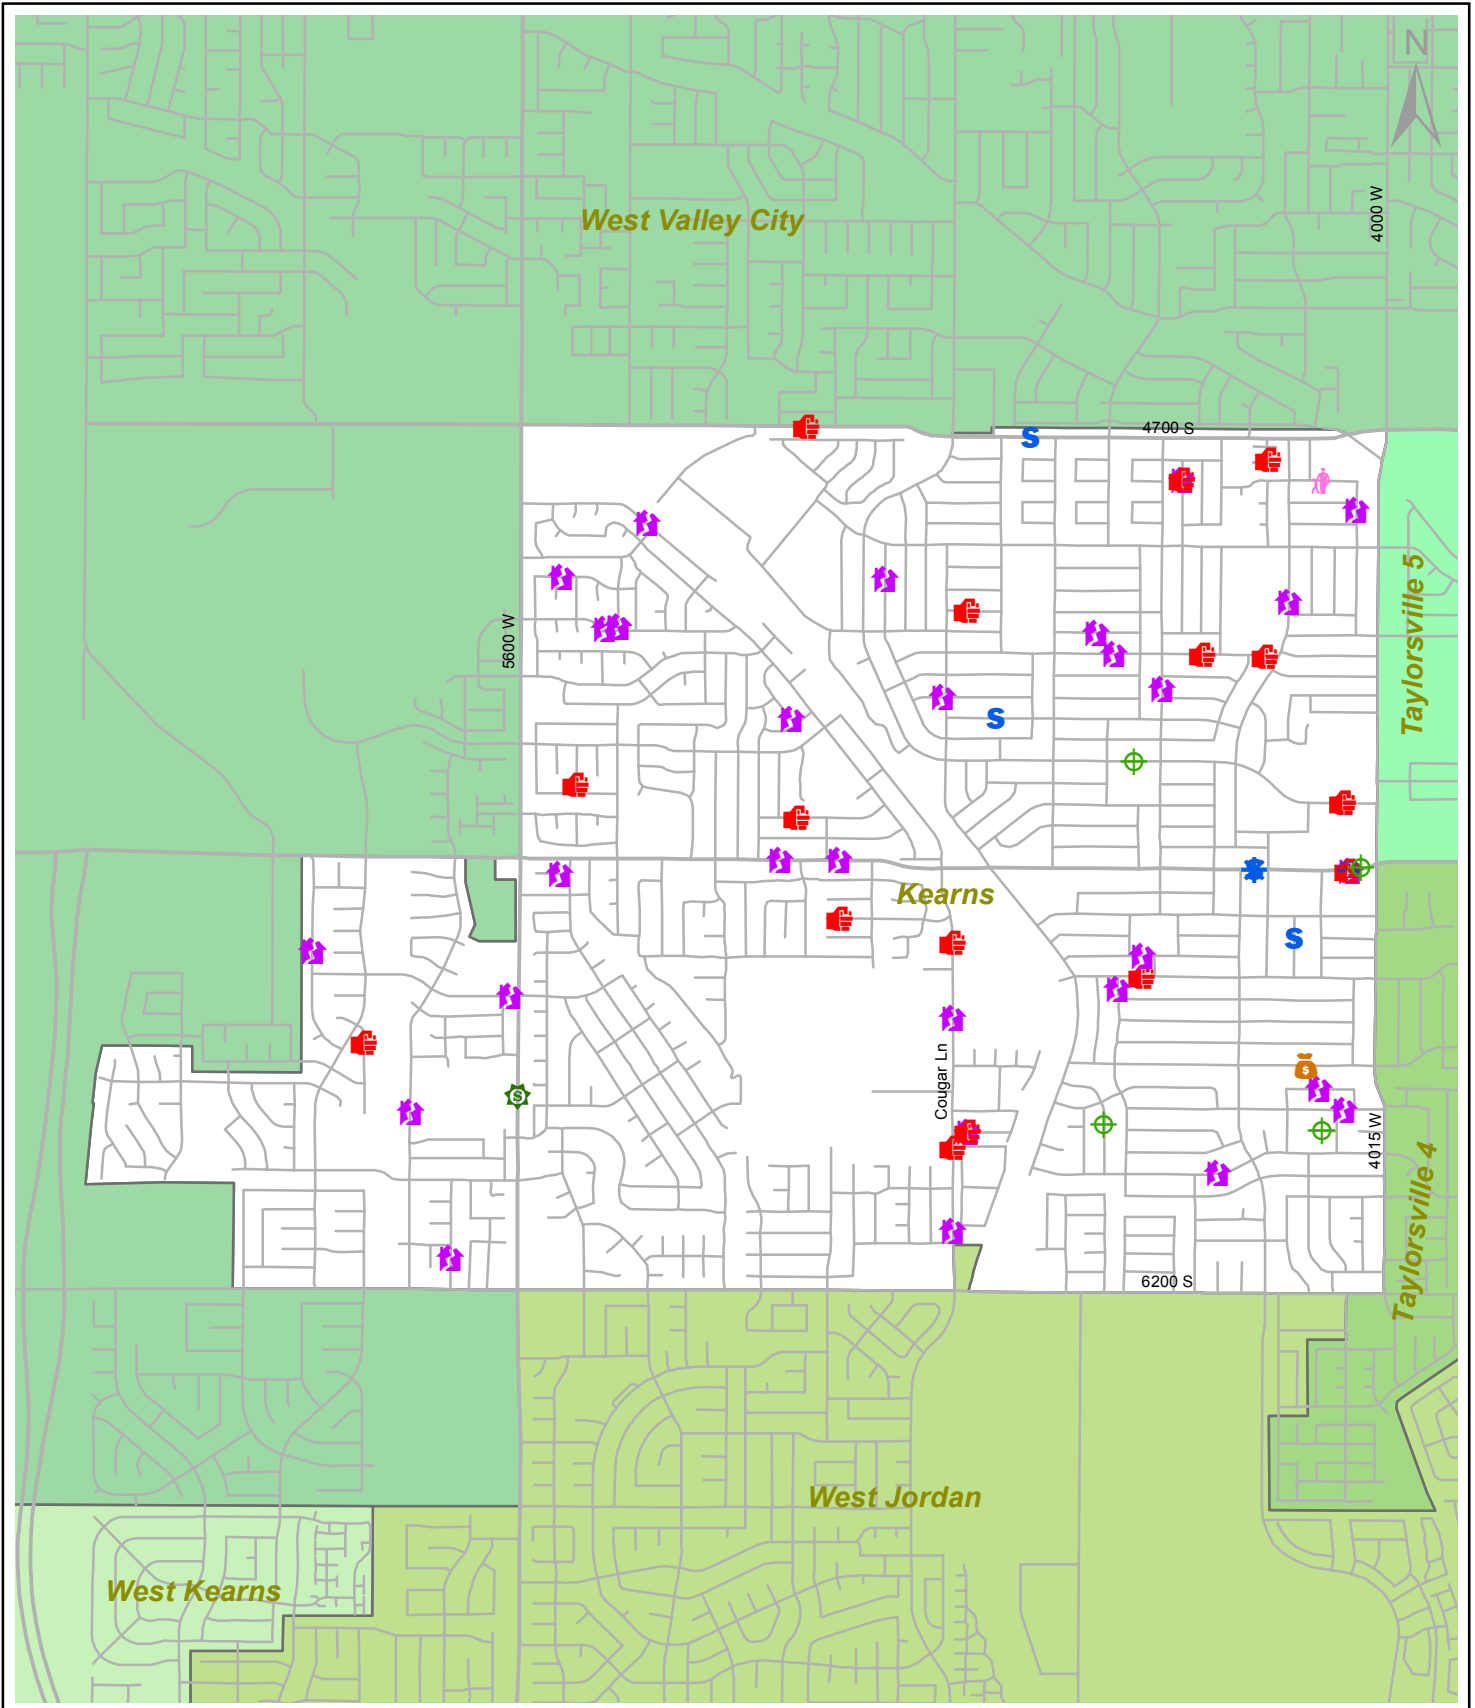 N
4000 W
West Valley City
4700 S
S
Taylorsville 5
5600 W
S
Kearns
S
Cougar Ln
$
$
4015 W
Taylorsville 4
6200 S
West Jordan
West Kearns